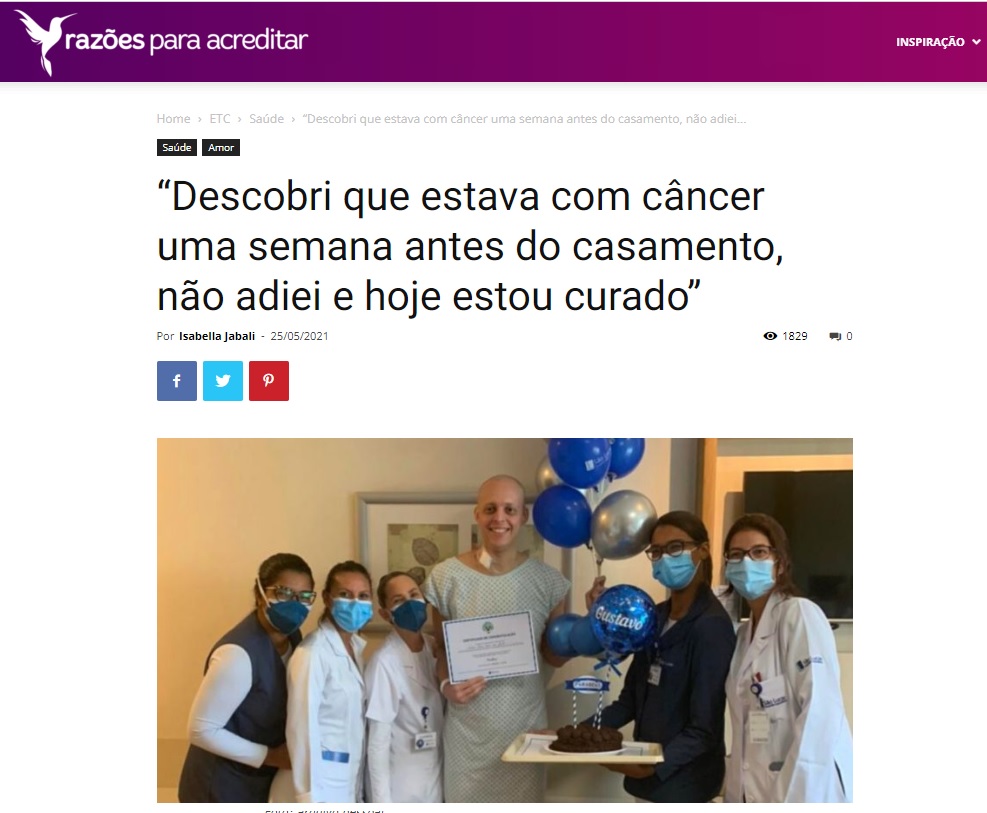 razões para acreditar
INSPIRAÇÃO
Home › ETC › Saúde › “Descobri que estava com câncer uma semana antes do casamento, não adiei...
Saúde Amor
“Descobri que estava com câncer
uma semana antes do casamento,
não adiei e hoje estou curado”
Por Isabella Jabali - 25/05/2021 1829 0
Gustavo